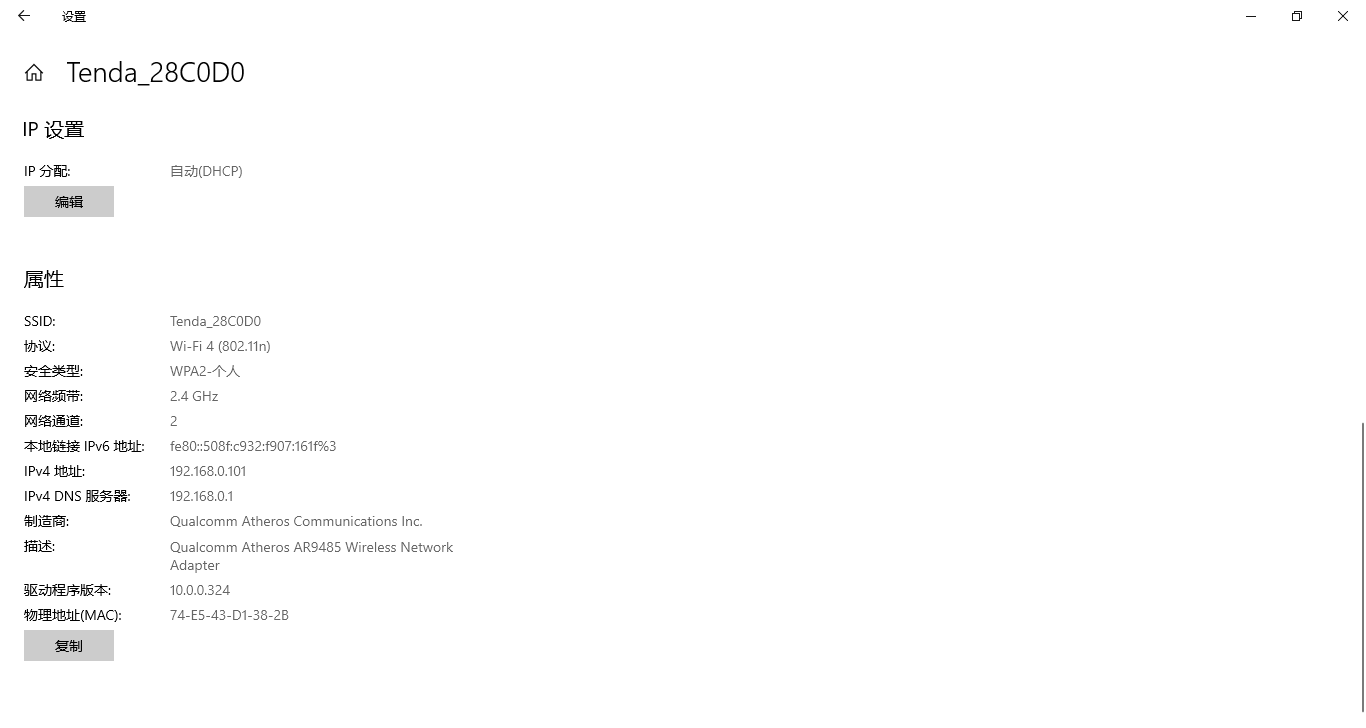 设置
Tenda_28C0D0
IP 设置
IP 分配: 自动(DHCP)
编辑
属性
SSID: Tenda_28C0D0
协议: Wi-Fi 4 (802.11n)
安全类型: WPA2-个人
网络频带: 2.4 GHz
网络通道: 2
本地链接 IPv6 地址: fe80::508f:c932:f907:161f%3
IPv4 地址: 192.168.0.101
IPv4 DNS 服务器: 192.168.0.1
制造商: Qualcomm Atheros Communications Inc.
描述: Qualcomm Atheros AR9485 Wireless Network
Adapter
驱动程序版本: 10.0.0.324
物理地址(MAC): 74-E5-43-D1-38-2B
复制